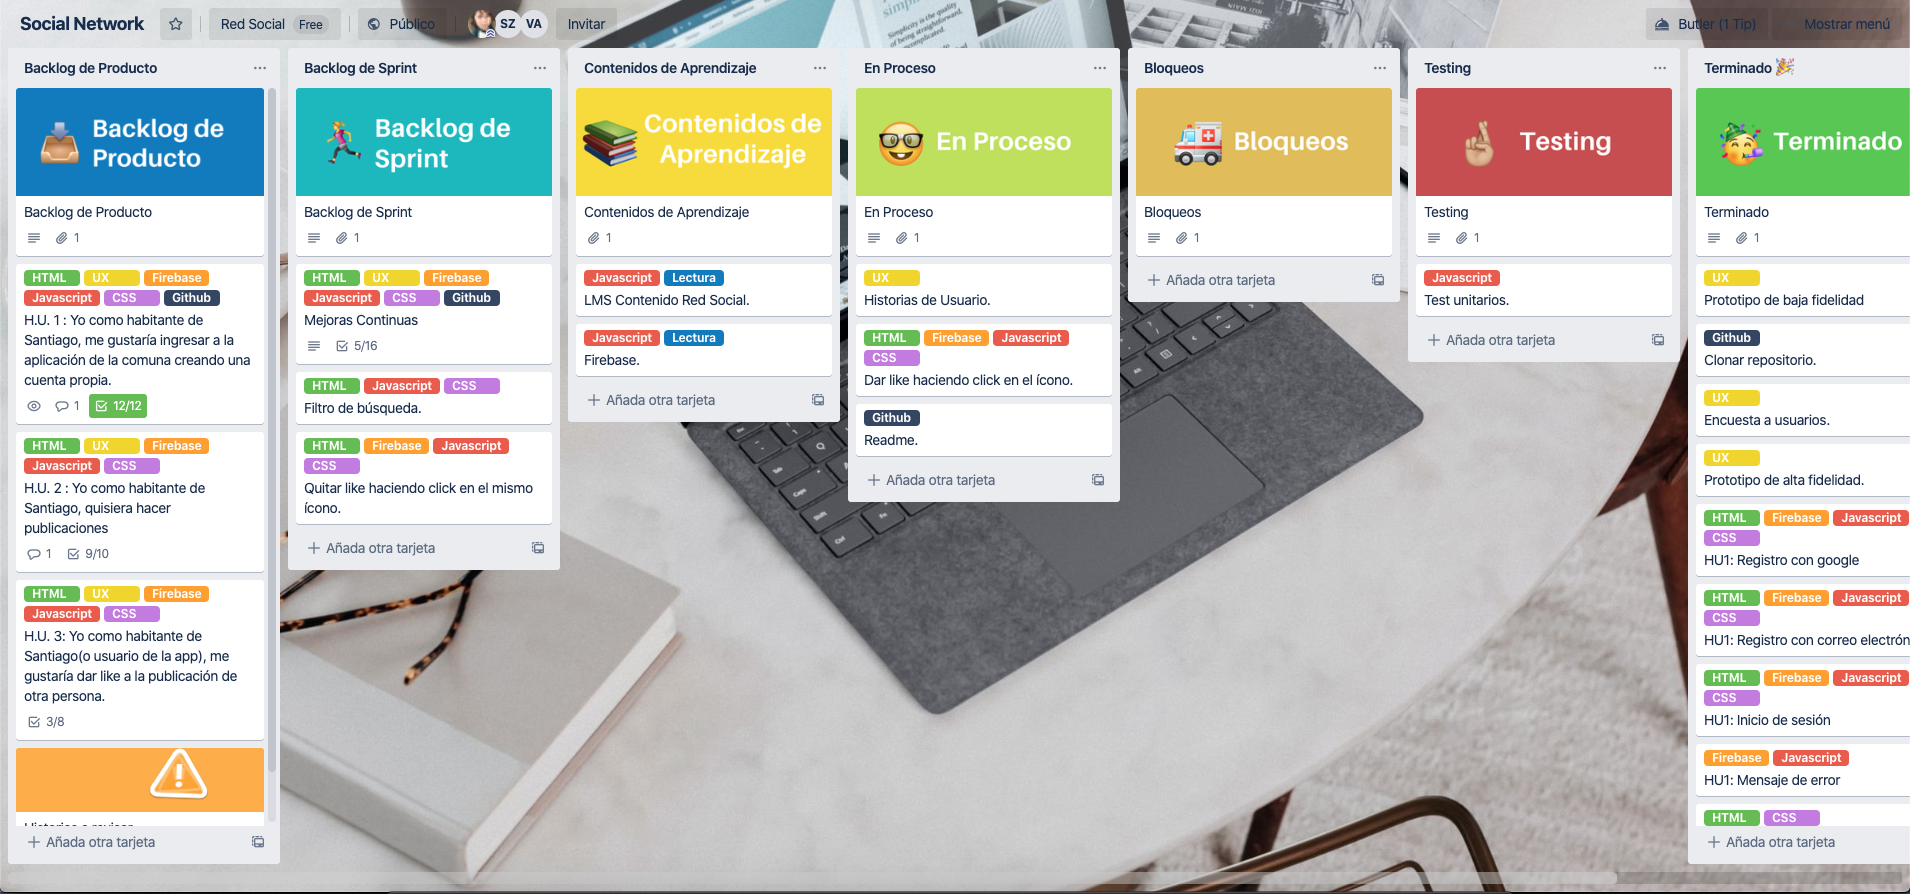 Social Network
Red Social Free
Público
SZ VA
Invitar
Butler (1 Tip)
Mostrar menú
Backlog de Producto
Backlog de
Producto
Backlog de Producto
1
HTML UX Firebase
Javascript CSS Github
H.U. 1 : Yo como habitante de
Santiago, me gustaría ingresar a la
aplicación de la comuna creando una
cuenta propia.
1 12/12
HTML UX Firebase
Javascript CSS
H.U. 2 : Yo como habitante de
Santiago, quisiera hacer
publicaciones
1 9/10
HTML UX Firebase
Javascript CSS
H.U. 3: Yo como habitante de
Santiago(o usuario de la app), me
gustaría dar like a la publicación de
otra persona.
3/8
Añada otra tarjeta
Backlog de Sprint
Backlog de
Sprint
Backlog de Sprint
1
HTML UX Firebase
Javascript CSS Github
Mejoras Continuas
5/16
HTML Javascript CSS
Filtro de búsqueda.
HTML Firebase Javascript
CSS
Quitar like haciendo click en el mismo
ícono.
Añada otra tarjeta
Contenidos de Aprendizaje
Contenidos de
Aprendizaje
Contenidos de Aprendizaje
1
Javascript Lectura
LMS Contenido Red Social.
Javascript Lectura
Firebase.
Añada otra tarjeta
En Proceso
En Proceso
En Proceso
1
UX
Historias de Usuario.
HTML Firebase Javascript
CSS
Dar like haciendo click en el ícono.
Github
Readme.
Añada otra tarjeta
Bloqueos
Bloqueos
Bloqueos
1
Añada otra tarjeta
Testing
Testing
Testing
1
Javascript
Test unitarios.
Añada otra tarjeta
Terminado
Terminado
Terminado
1
UX
Prototipo de baja fidelidad
Github
Clonar repositorio.
UX
Encuesta a usuarios.
UX
Prototipo de alta fidelidad.
HTML Firebase Javascript
CSS
HU1: Registro con google
HTML Firebase Javascript
CSS
HU1: Registro con correo electrón
HTML Firebase Javascript
CSS
HU1: Inicio de sesión
Firebase Javascript
HU1: Mensaje de error
HTML CSS
Añada otra tarjeta